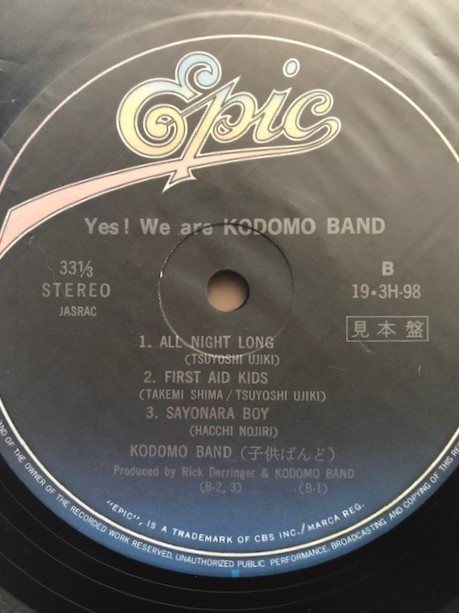 Epic
Yes! We are KODOMO BAND
33⅓
STEREO
JASRAC
B
19•3H-98
見本盤
1. ALL NIGHT LONG
(TSUYOSHI UJIKI)
2. FIRST AID KIDS
(TAKEMI SHIMA/TSUYOSHI UJIKI)
3. SAYONARA BOY
(HACCHI NOJIRI)
KODOMO BAND (子供ばんど)
Produced by Rick Derringer & KODOMO BAND
(B-2, 3) (B-1)
"EPIC", IS A TRADEMARK OF CBS INC./MARCA REG.
OF THE OWNER OF THE RECORDED WORK RESERVED. UNAUTHORIZED PUBLIC PERFORMANCE, BROADCASTING AND COPYING OF THIS